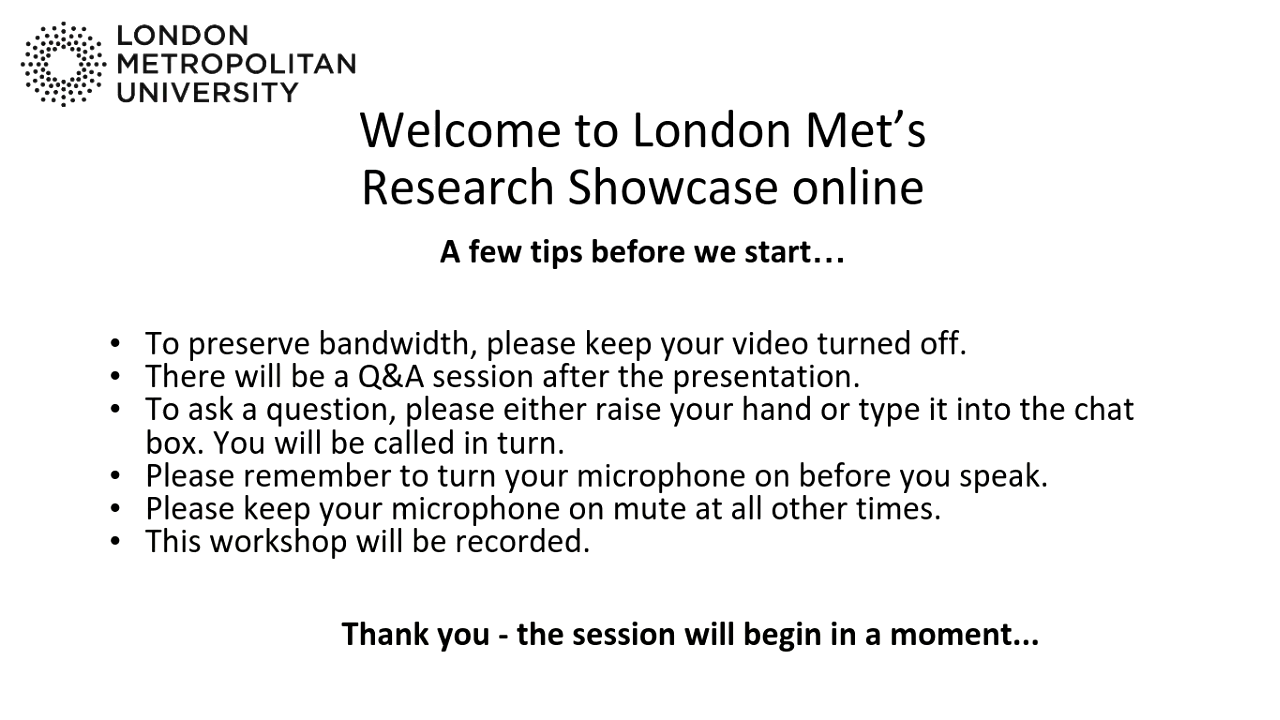 LONDON
METROPOLITAN
UNIVERSITY
Welcome to London Met’s
Research Showcase online
A few tips before we start…
• To preserve bandwidth, please keep your video turned off.
• There will be a Q&A session after the presentation.
• To ask a question, please either raise your hand or type it into the chat
box. You will be called in turn.
• Please remember to turn your microphone on before you speak.
• Please keep your microphone on mute at all other times.
• This workshop will be recorded.
Thank you - the session will begin in a moment...